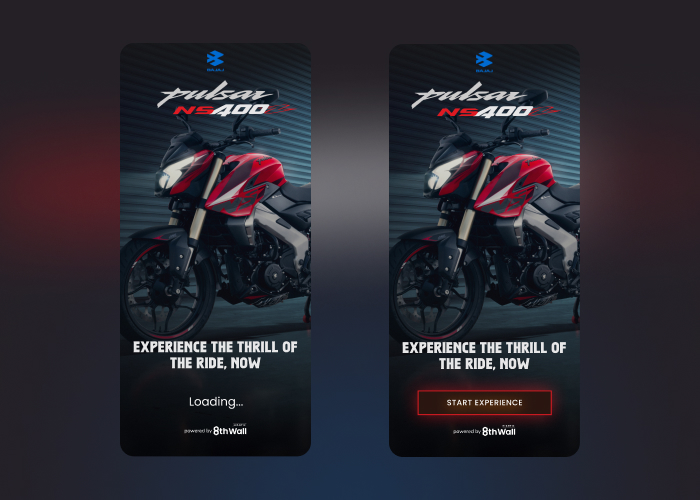 BAJAJ
pulsar
NS400Z
EXPERIENCE THE THRILL OF
THE RIDE, NOW
Loading...
powered by 8thWall
BAJAJ
pulsar
NS400Z
EXPERIENCE THE THRILL OF
THE RIDE, NOW
START EXPERIENCE
powered by 8thWall